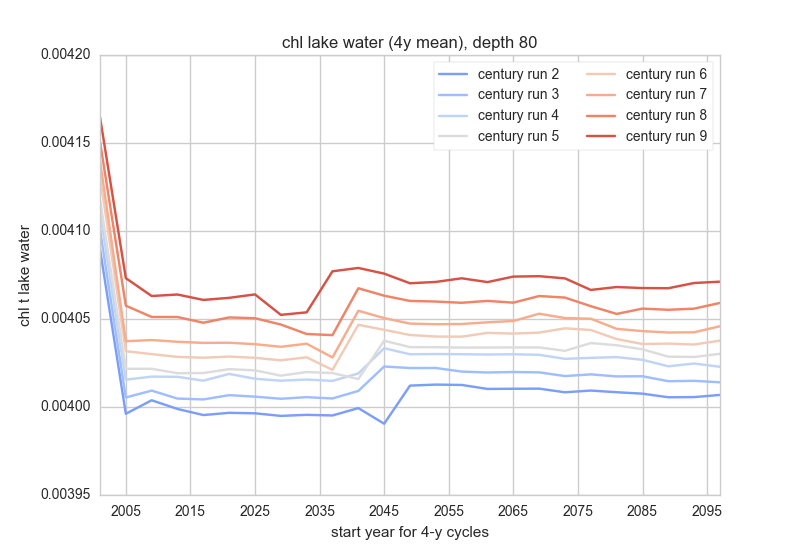 chl lake water (4y mean), depth 80
0.00420
0.00415
0.00410
0.00405
0.00400
0.00395
chl t lake water
century run 2
century run 3
century run 4
century run 5
century run 6
century run 7
century run 8
century run 9
2005 2015 2025 2035 2045 2055 2065 2075 2085 2095
start year for 4-y cycles